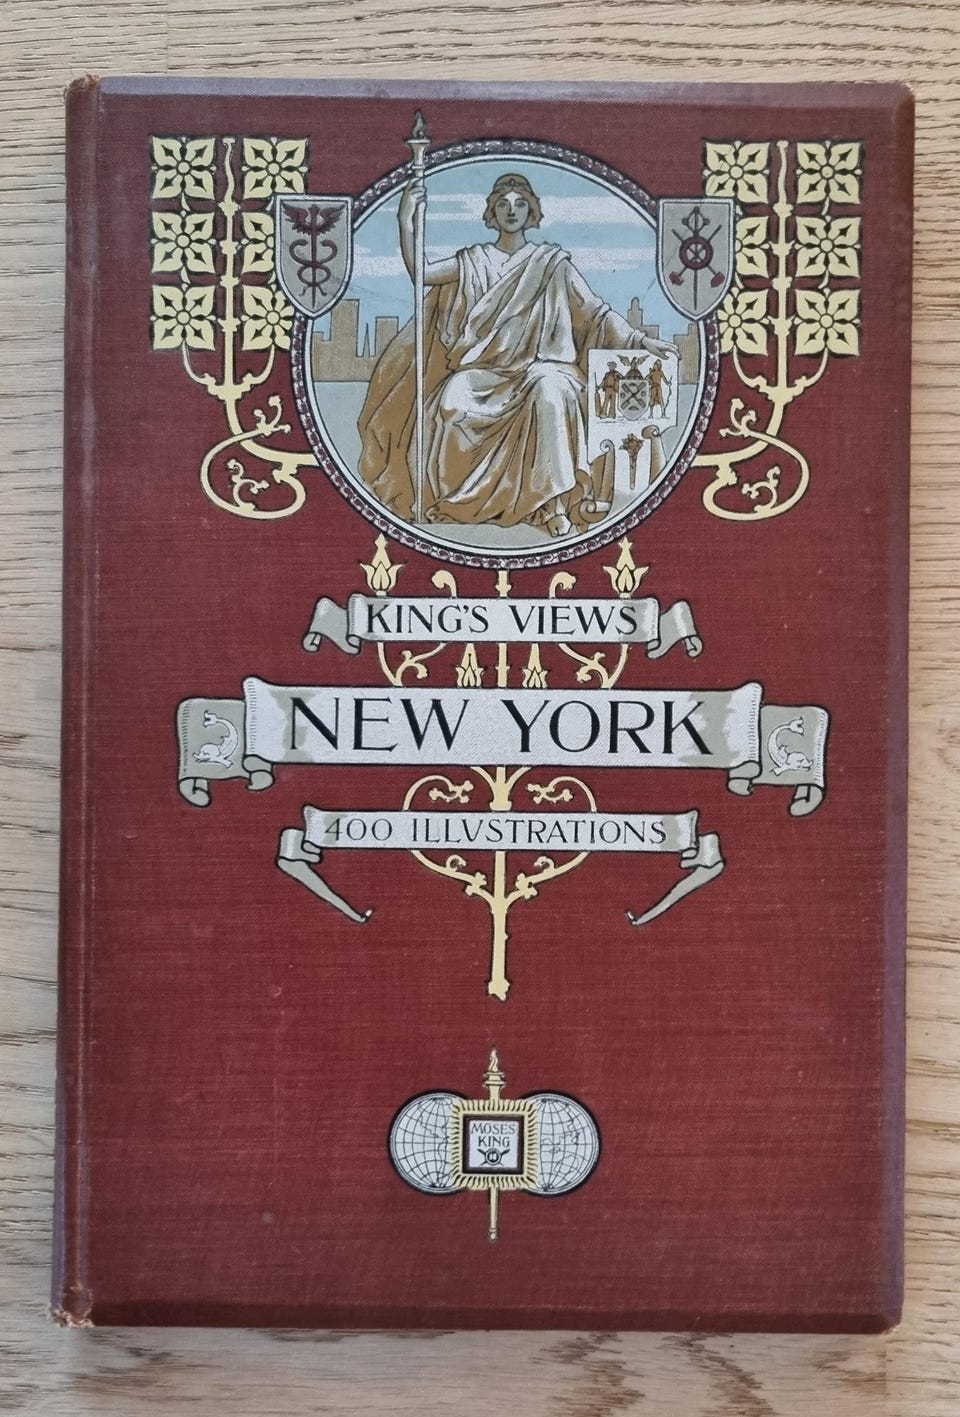 KING'S VIEWS
NEW YORK
400 ILLVSTRATIONS
MOSES
KING